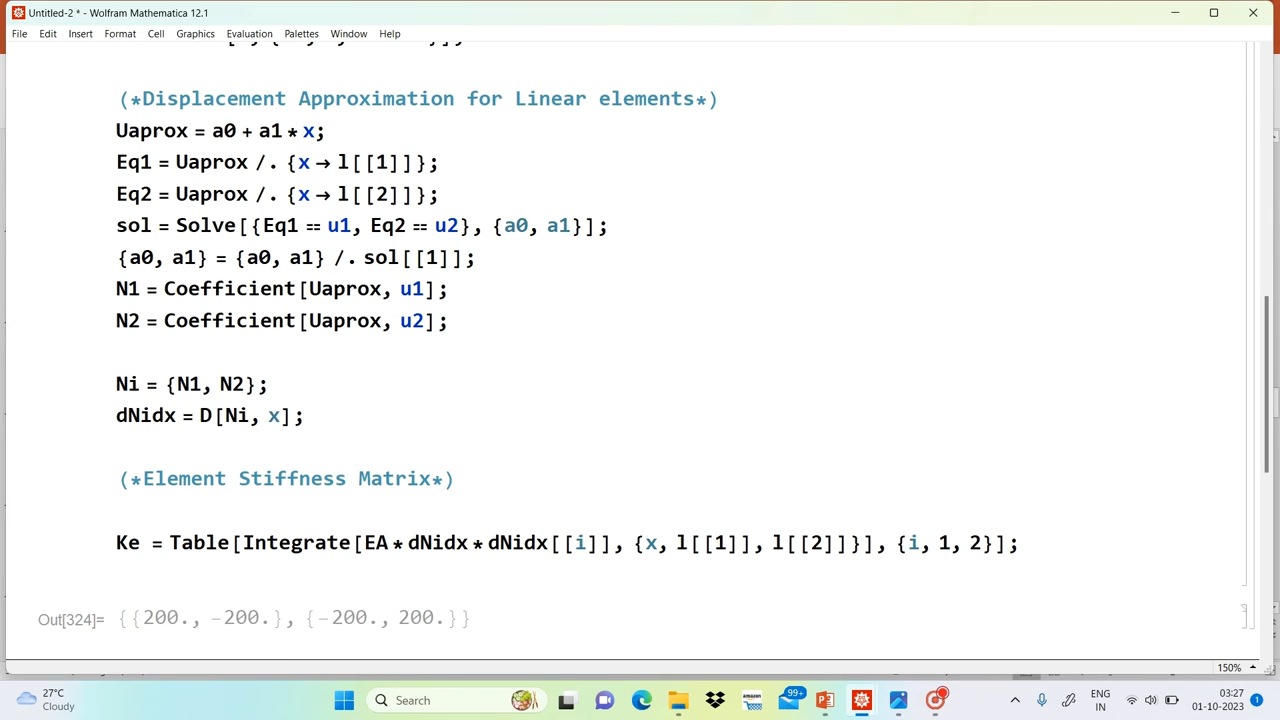 Untitled-2 * - Wolfram Mathematica 12.1
File Edit Insert Format Cell Graphics Evaluation Palettes Window Help
(*Displacement Approximation for Linear elements*)
Uaprox = a0 + a1 * x;
Eq1 = Uaprox /. {x → l[[1]]};
Eq2 = Uaprox /. {x → l[[2]]};
sol = Solve[{Eq1 == u1, Eq2 == u2}, {a0, a1}];
{a0, a1} = {a0, a1} /. sol[[1]];
N1 = Coefficient[Uaprox, u1];
N2 = Coefficient[Uaprox, u2];
Ni = {N1, N2};
dNidx = D[Ni, x];
(*Element Stiffness Matrix*)
Ke = Table[Integrate[EA * dNidx * dNidx[[i]], {x, l[[1]], l[[2]]}], {i, 1, 2}];
Out[324]= {{200., -200.}, {-200., 200.}}
150%
27°C
Cloudy
Search
amazon
99+
ENG
IN
03:27
01-10-2023
1